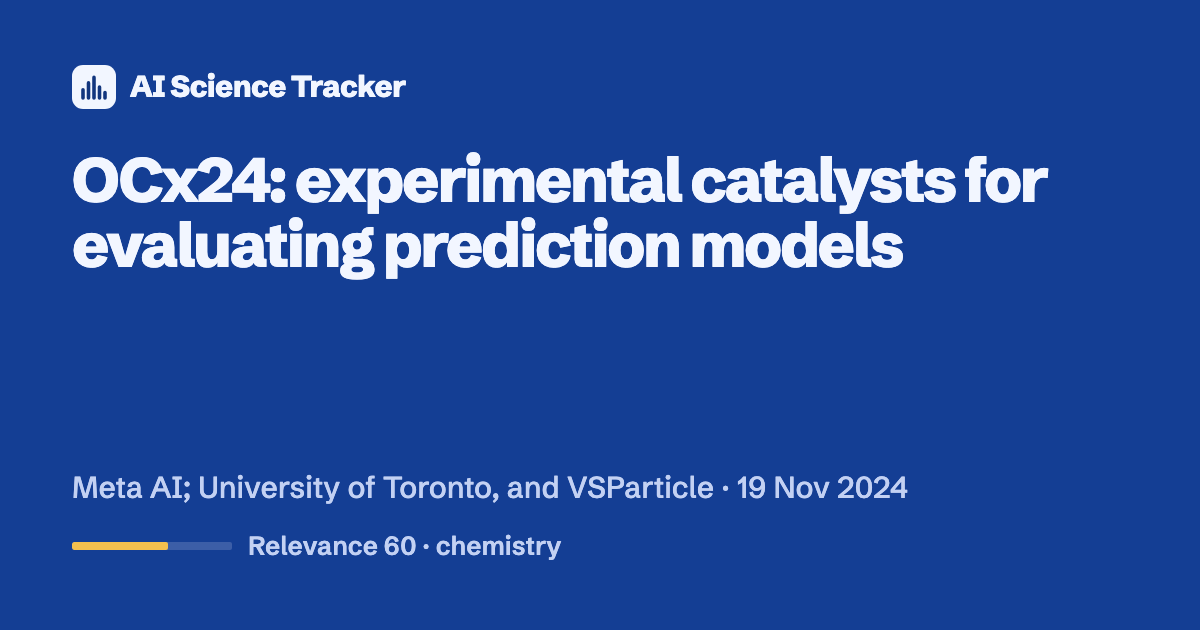 AI Science Tracker
OCx24: experimental catalysts for
evaluating prediction models
Meta AI; University of Toronto, and VSParticle · 19 Nov 2024
Relevance 60 · chemistry